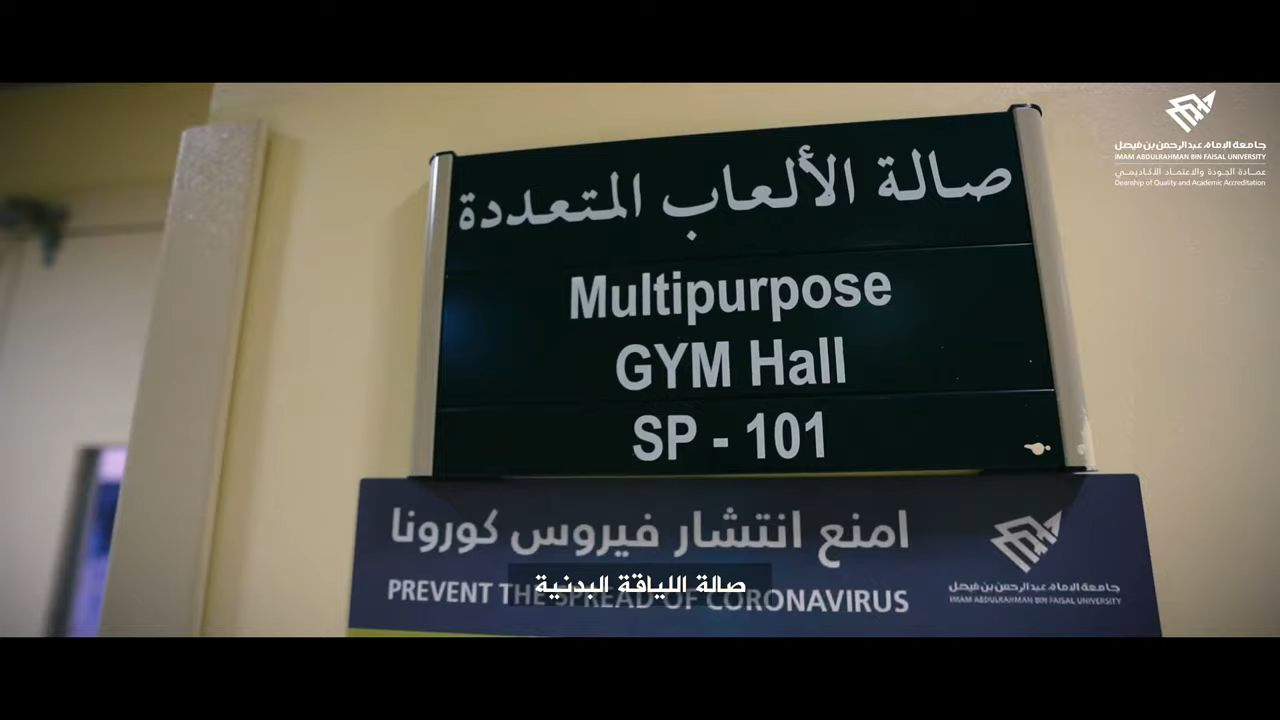 جامعة الإمام عبدالرحمن بن فيصل
IMAM ABDULRAHMAN BIN FAISAL UNIVERSITY
عمادة الجودة والاعتماد الأكاديمي
Deanship of Quality and Academic Accreditation
صالة الألعاب المتعددة
Multipurpose
GYM Hall
SP - 101
امنع انتشار فيروس كورونا
PREVENT THE SPREAD OF CORONAVIRUS
جامعة الإمام عبدالرحمن بن فيصل
IMAM ABDULRAHMAN BIN FAISAL UNIVERSITY
صالة اللياقة البدنية